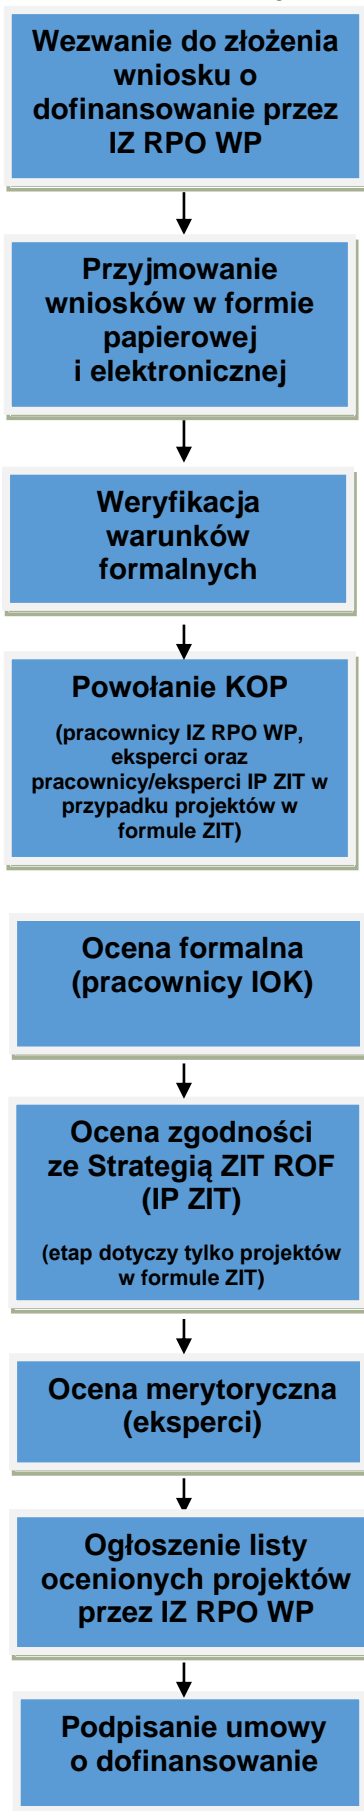 Wezwanie do złożenia
wniosku o
dofinansowanie przez
IZ RPO WP
Przyjmowanie
wniosków w formie
papierowej
i elektronicznej
Weryfikacja
warunków
formalnych
Powołanie KOP
(pracownicy IZ RPO WP,
eksperci oraz
pracownicy/eksperci IP ZIT w
przypadku projektów w
formule ZIT)
Ocena formalna
(pracownicy IOK)
Ocena zgodności
ze Strategią ZIT ROF
(IP ZIT)
(etap dotyczy tylko projektów
w formule ZIT)
Ocena merytoryczna
(eksperci)
Ogłoszenie listy
ocenionych projektów
przez IZ RPO WP
Podpisanie umowy
o dofinansowanie